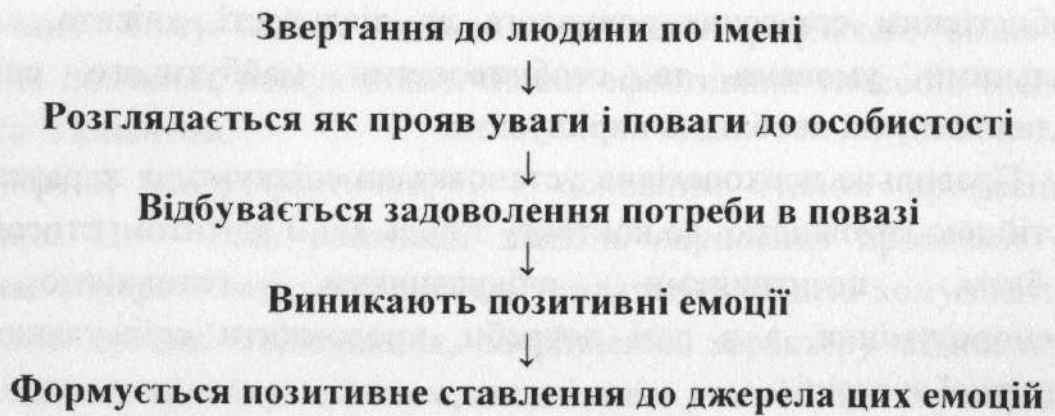 Звертання до людини по імені
↓
Розглядається як прояв уваги і поваги до особистості
↓
Відбувається задоволення потреби в повазі
↓
Виникають позитивні емоції
↓
Формується позитивне ставлення до джерела цих емоцій